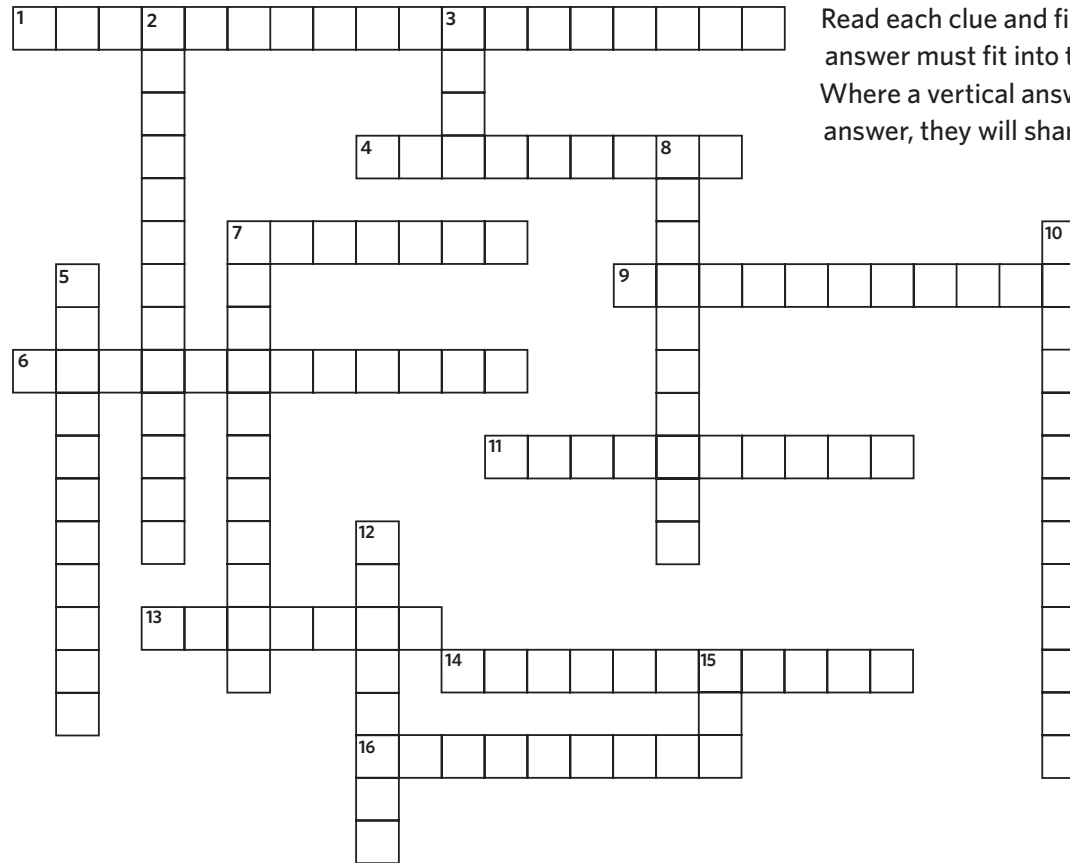 Read each clue and fi
answer must fit into t
Where a vertical answ
answer, they will shar
1 2 3
4 8
7 10
5 9
6
11
12
13
14 15
16